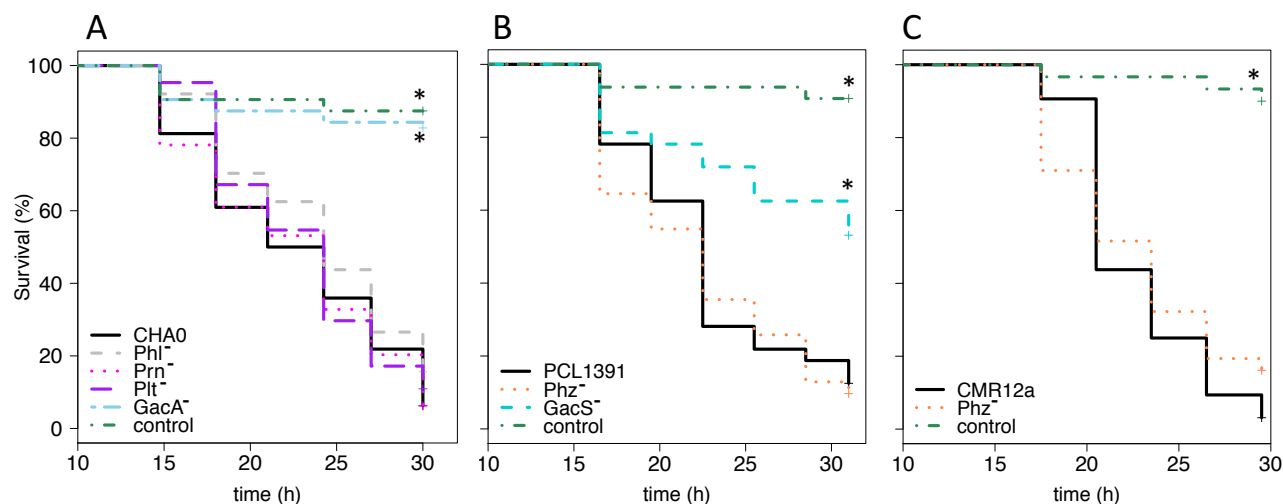 A
B
C
Survival (%)
100
80
60
40
20
0
CHA0
Phl⁻
Prn⁻
Plt⁻
GacA⁻
control
*
*
10
15
20
25
30
time (h)
PCL1391
Phz⁻
GacS⁻
control
*
*
10
15
20
25
30
time (h)
CMR12a
Phz⁻
control
*
10
15
20
25
30
time (h)